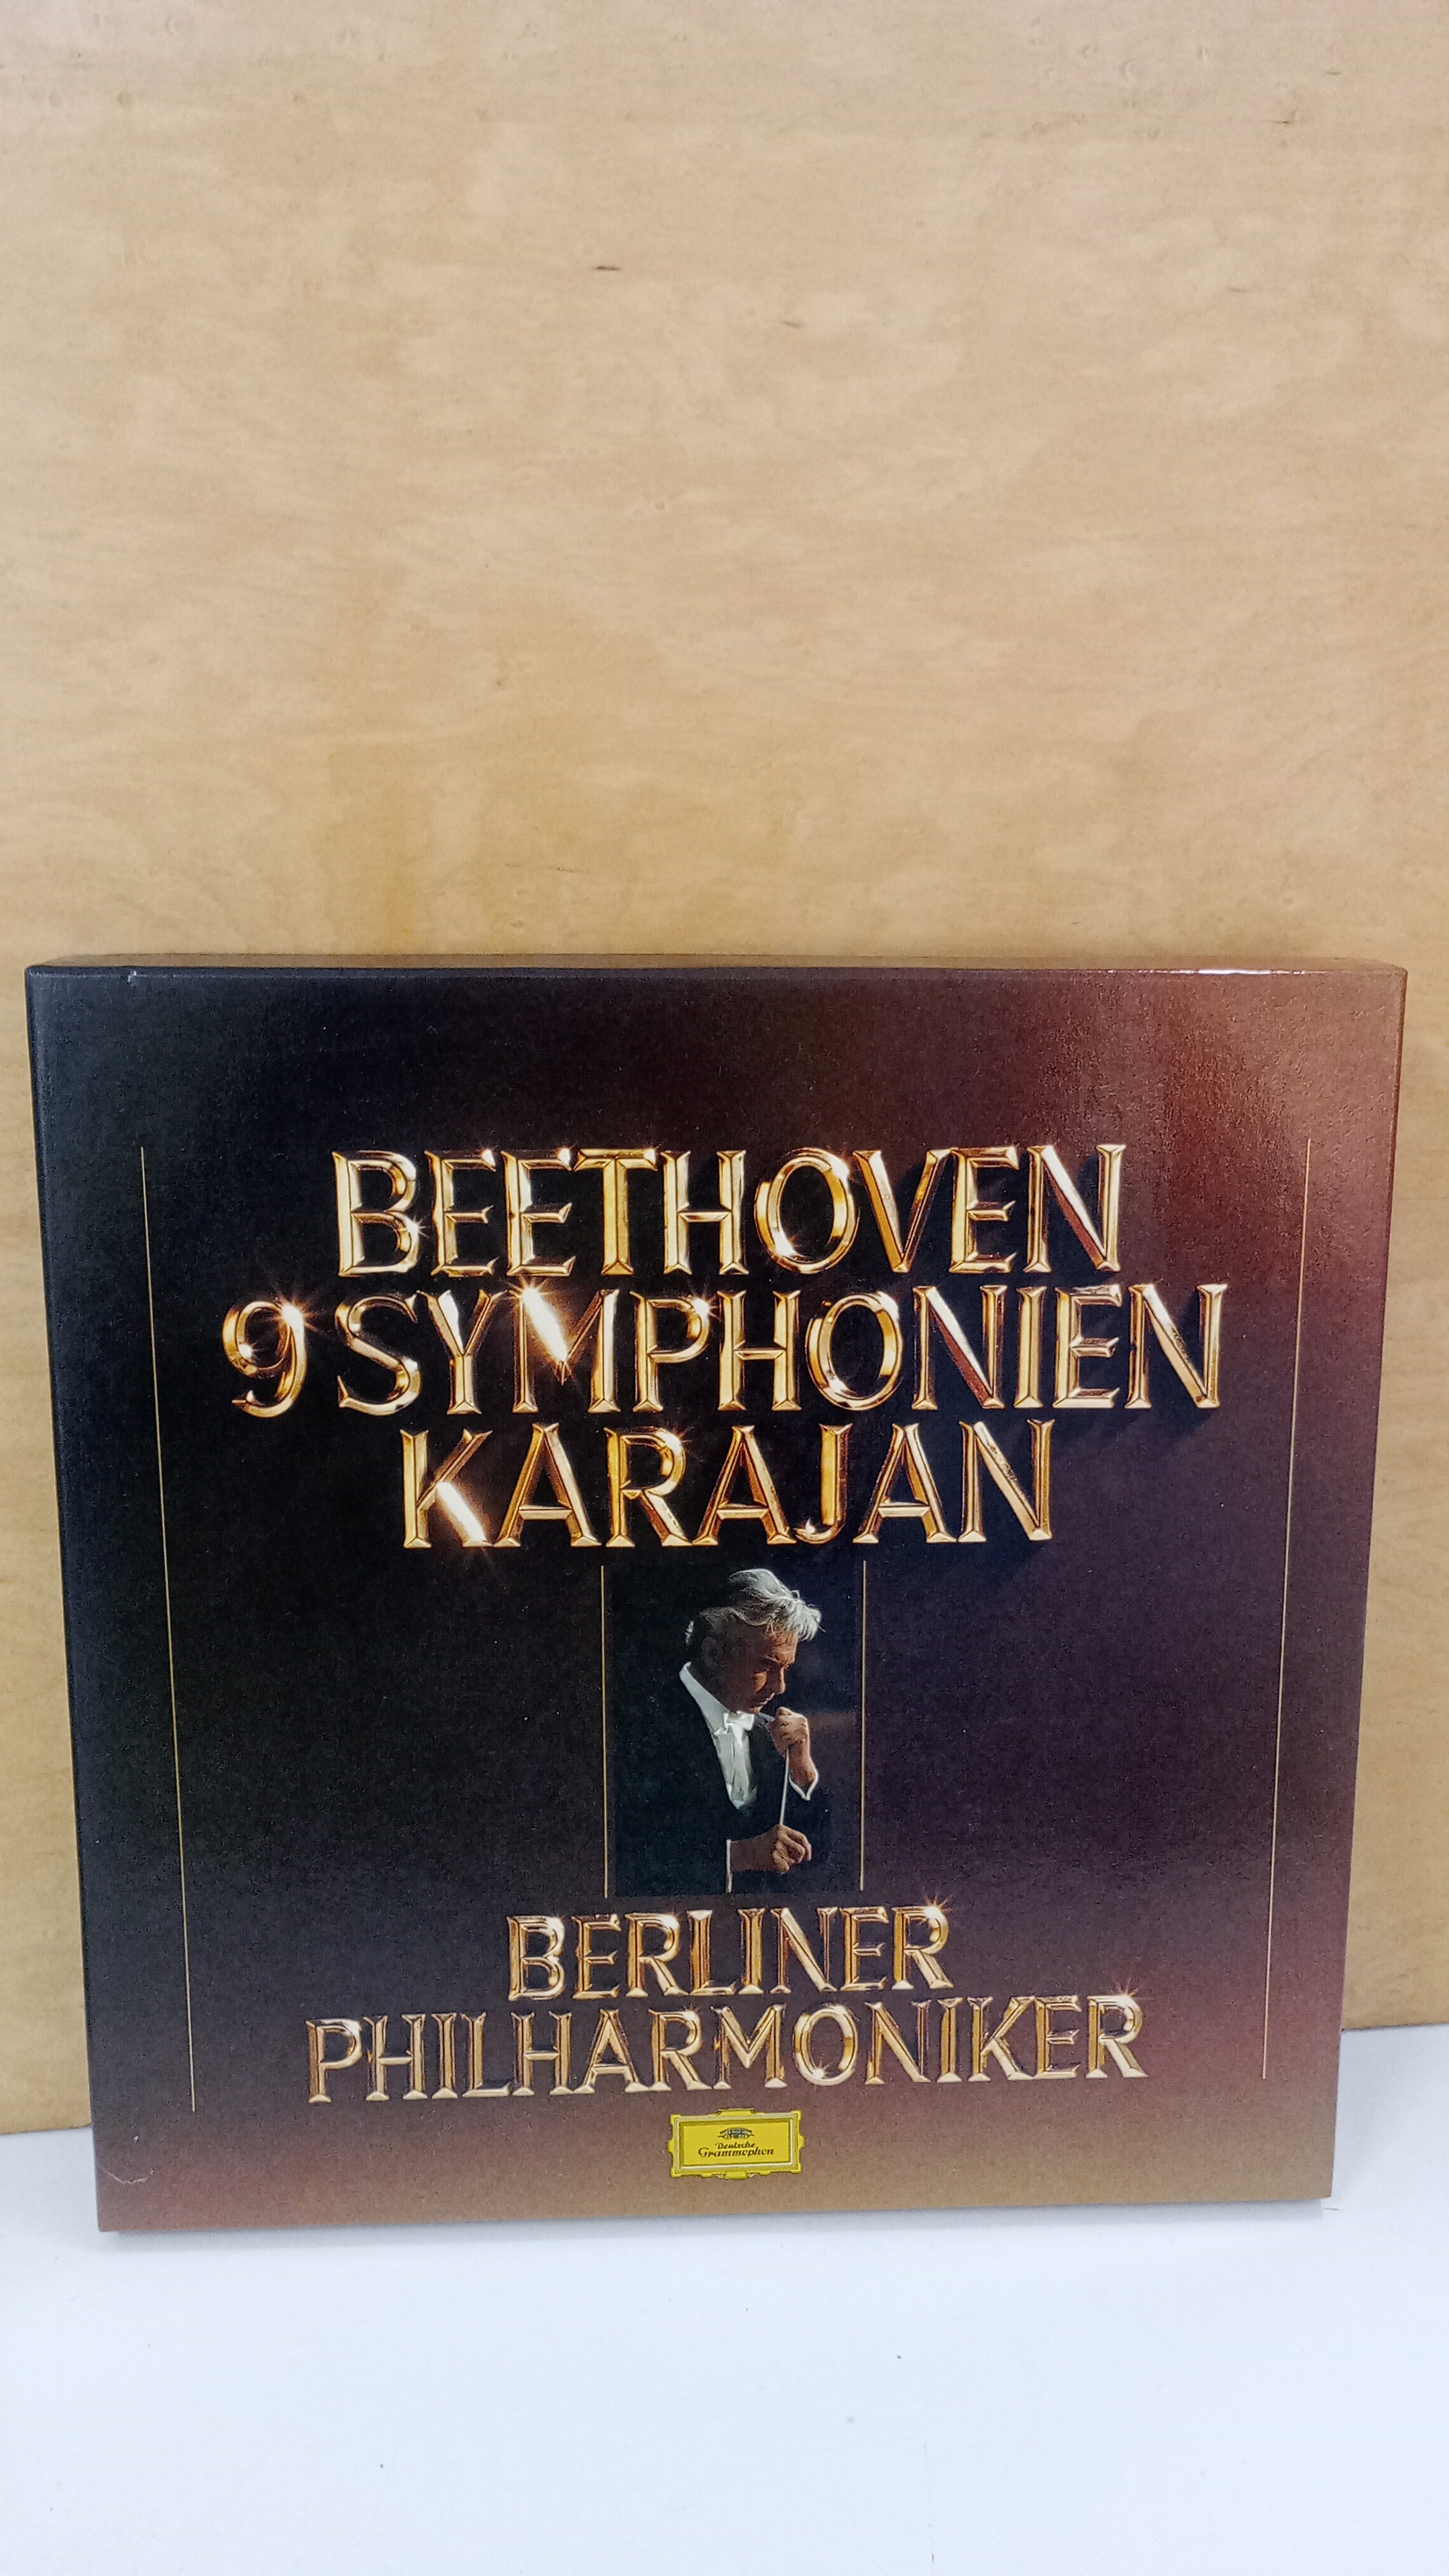 BEETHOVEN
9 SYMPHONIEN
KARAJAN
BERLINER
PHILHARMONIKER
Deutsche
Grammophon